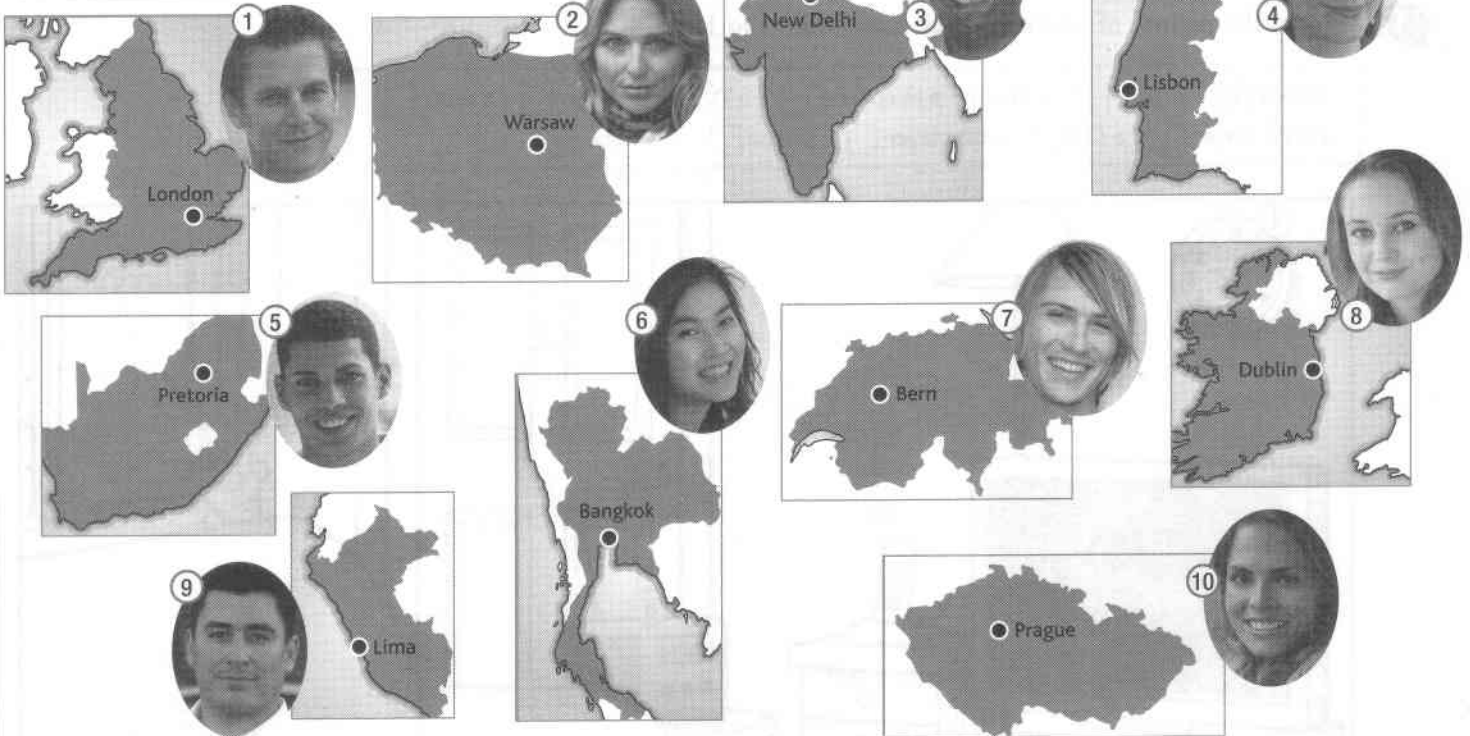 1
2
New Delhi
3
4
Lisbon
Warsaw
London
5
Pretoria
6
7
Bern
8
Dublin
Bangkok
9
Lima
10
Prague